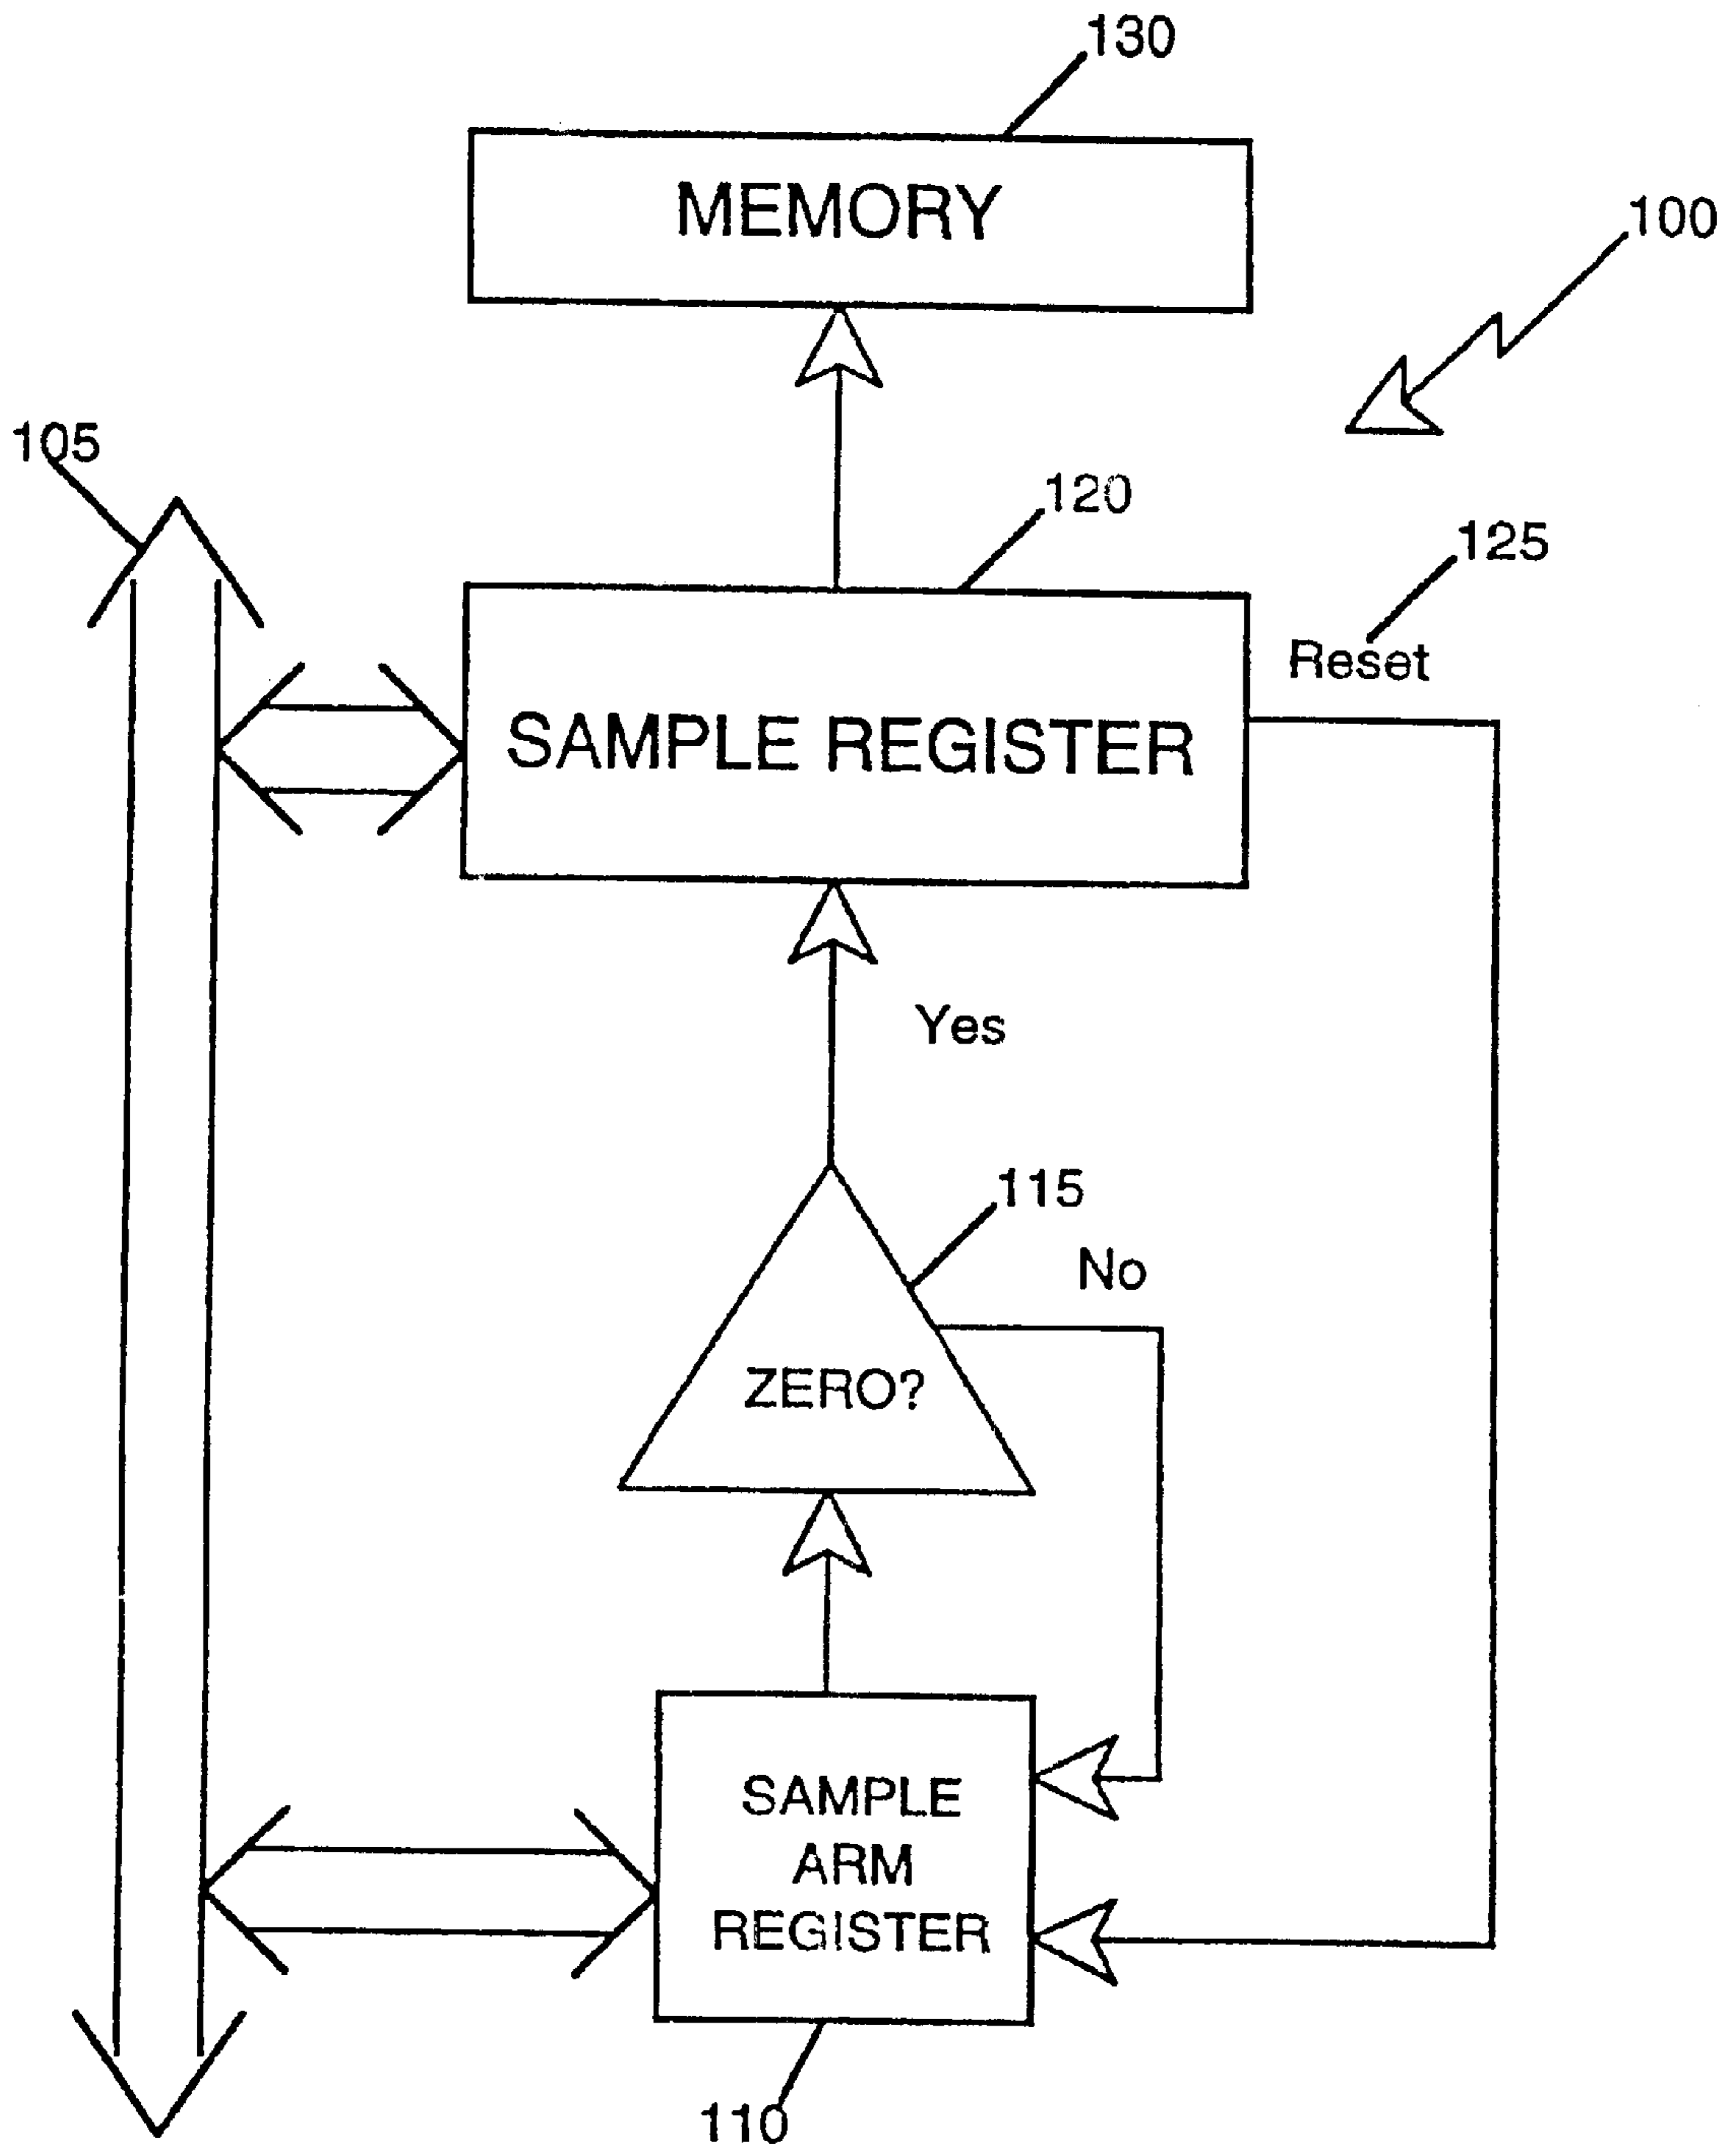 130
MEMORY
100
105
120
125
Reset
SAMPLE REGISTER
Yes
115
No
ZERO?
SAMPLE
ARM
REGISTER
110